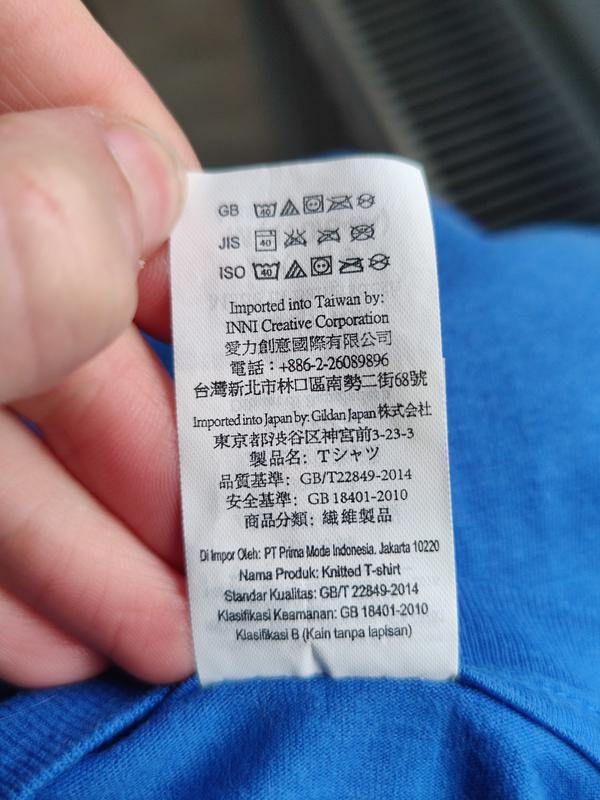 GB 40
JIS 40
ISO 40
Imported into Taiwan by:
INNI Creative Corporation
愛力創意國際有限公司
電話：+886-2-26089896
台灣新北市林口區南勢二街68號
Imported into Japan by: Gildan Japan 株式会社
東京都渋谷区神宮前3-23-3
製品名: Tシャツ
品質基準: GB/T22849-2014
安全基準: GB 18401-2010
商品分類: 繊維製品
Di Impor Oleh: PT Prima Mode Indonesia. Jakarta 10220
Nama Produk: Knitted T-shirt
Standar Kualitas: GB/T 22849-2014
Klasifikasi Keamanan: GB 18401-2010
Klasifikasi B (Kain tanpa lapisan)